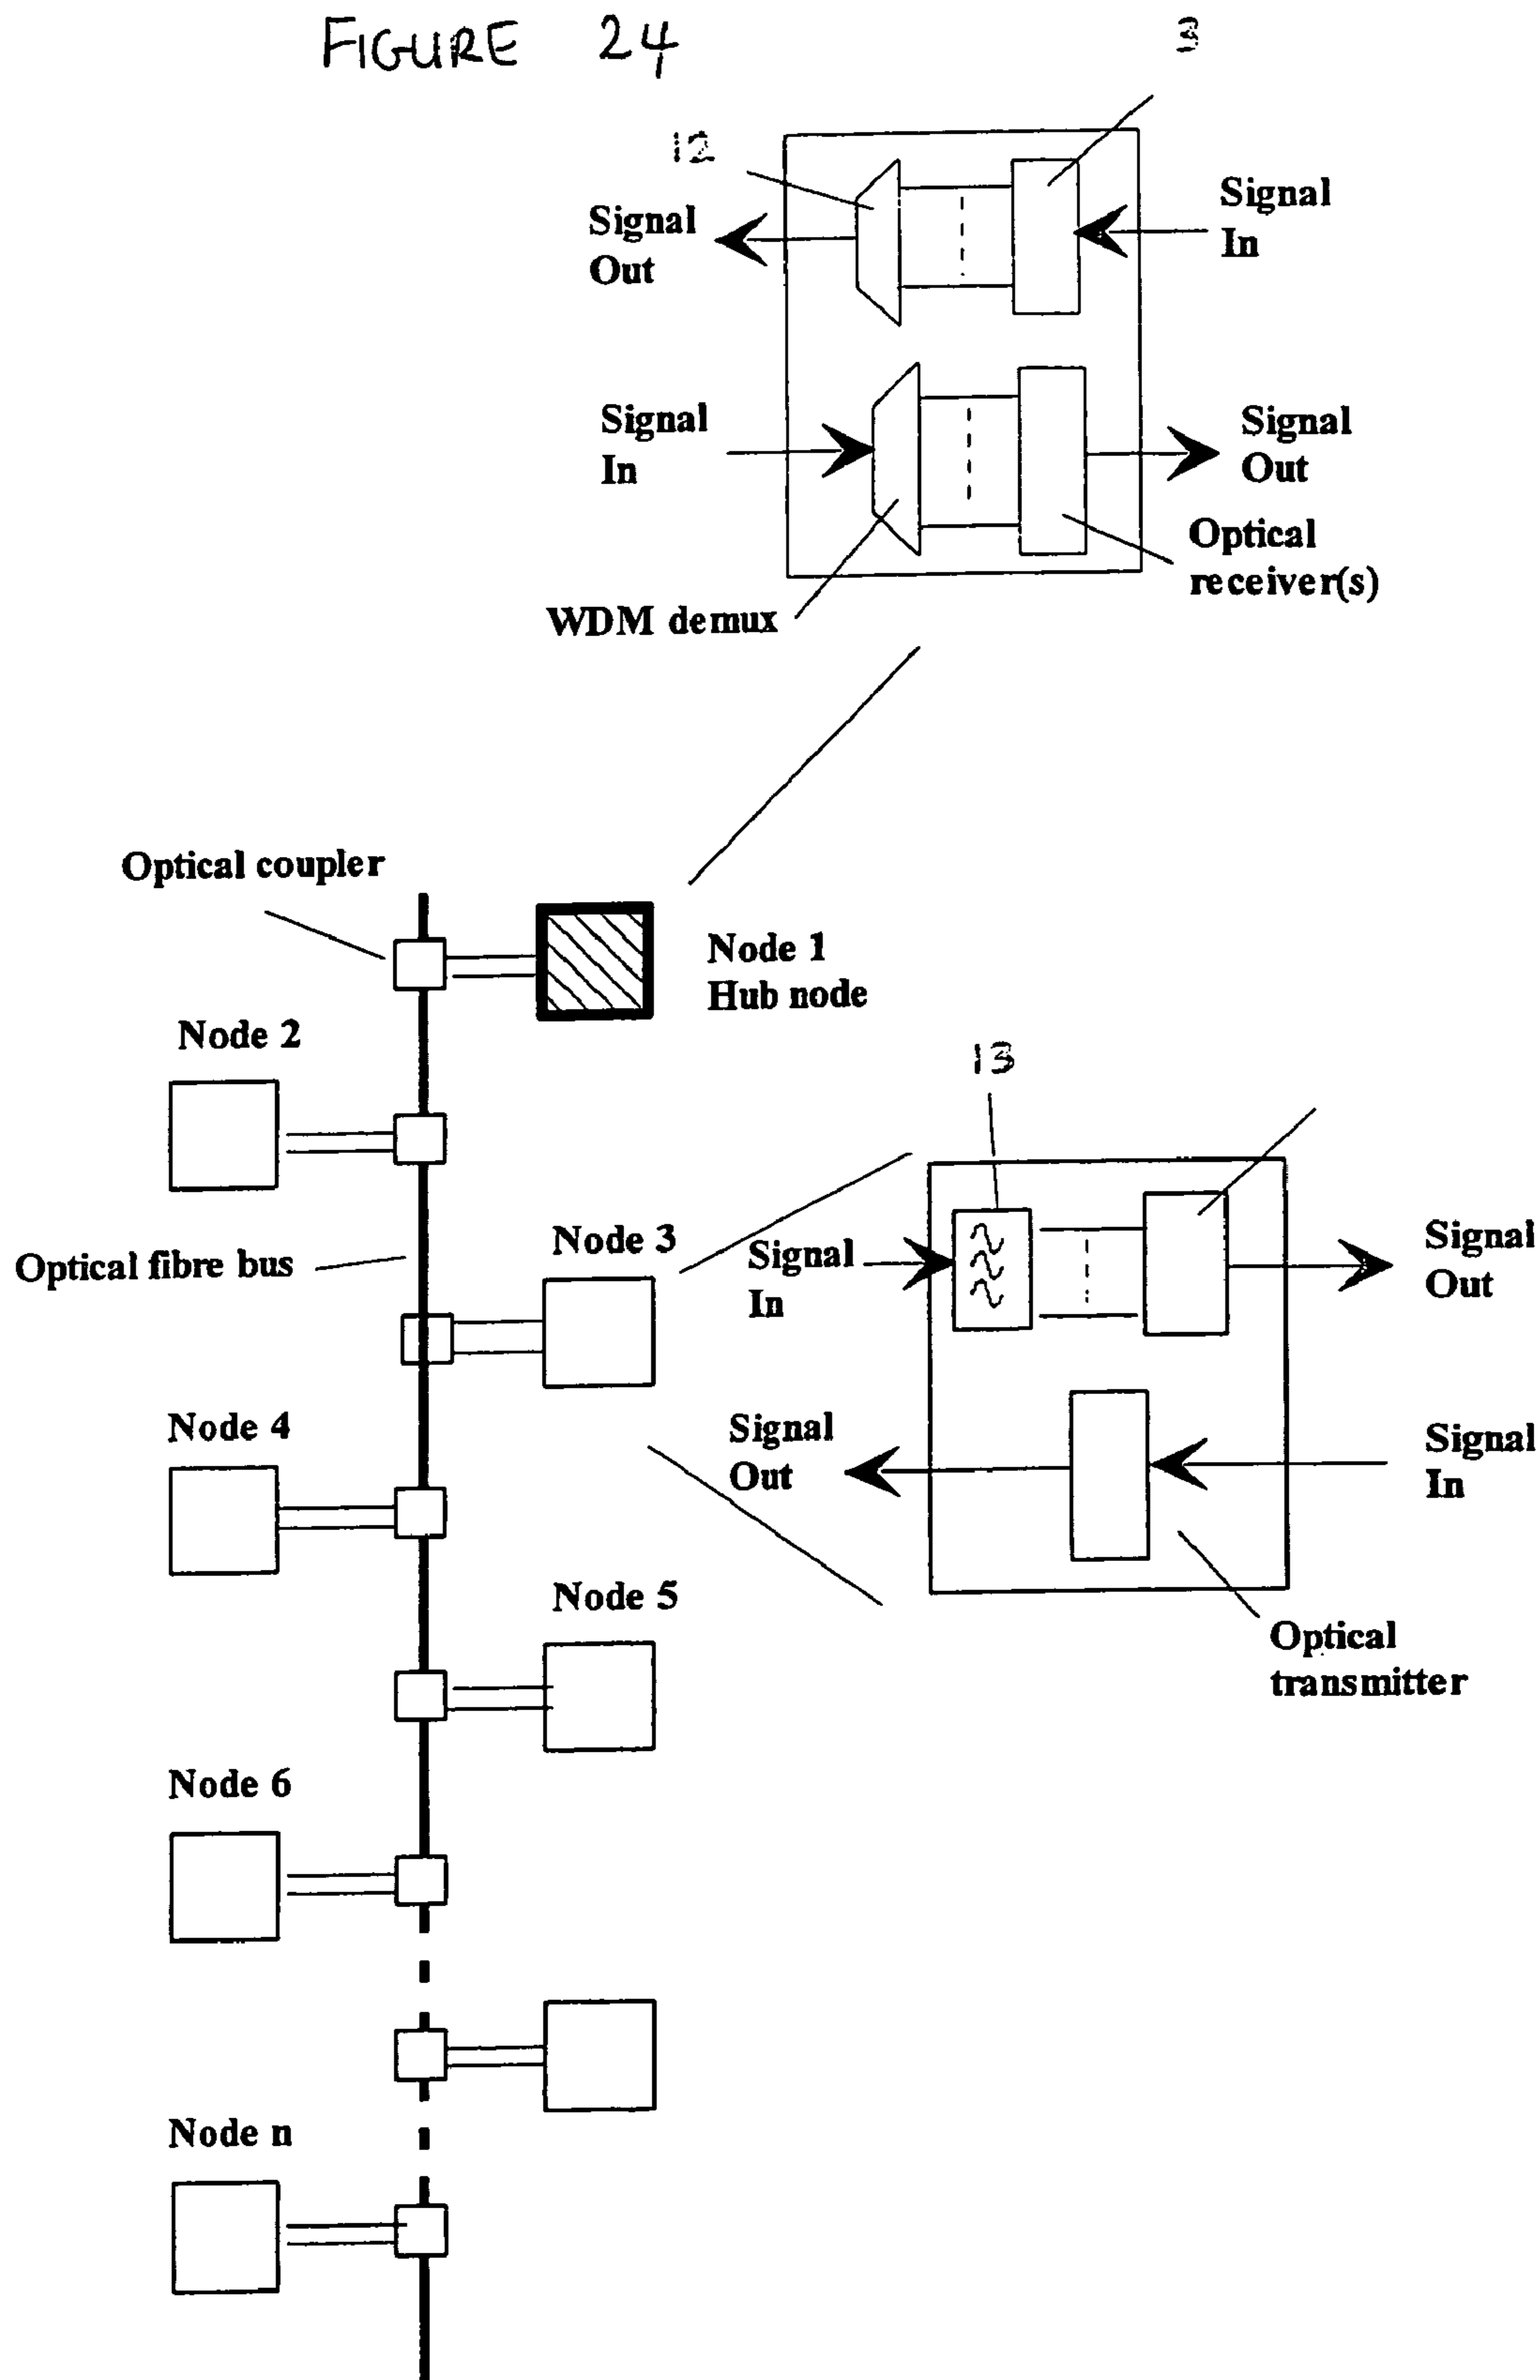 FIGURE 24
3
12
Signal
Out
Signal
In
Signal
In
Signal
Out
Optical
receiver(s)
WDM demux
Optical coupler
Node 1
Hub node
Node 2
13
Optical fibre bus
Node 3
Signal
In
Signal
Out
Node 4
Signal
Out
Signal
In
Node 5
Optical
transmitter
Node 6
Node n